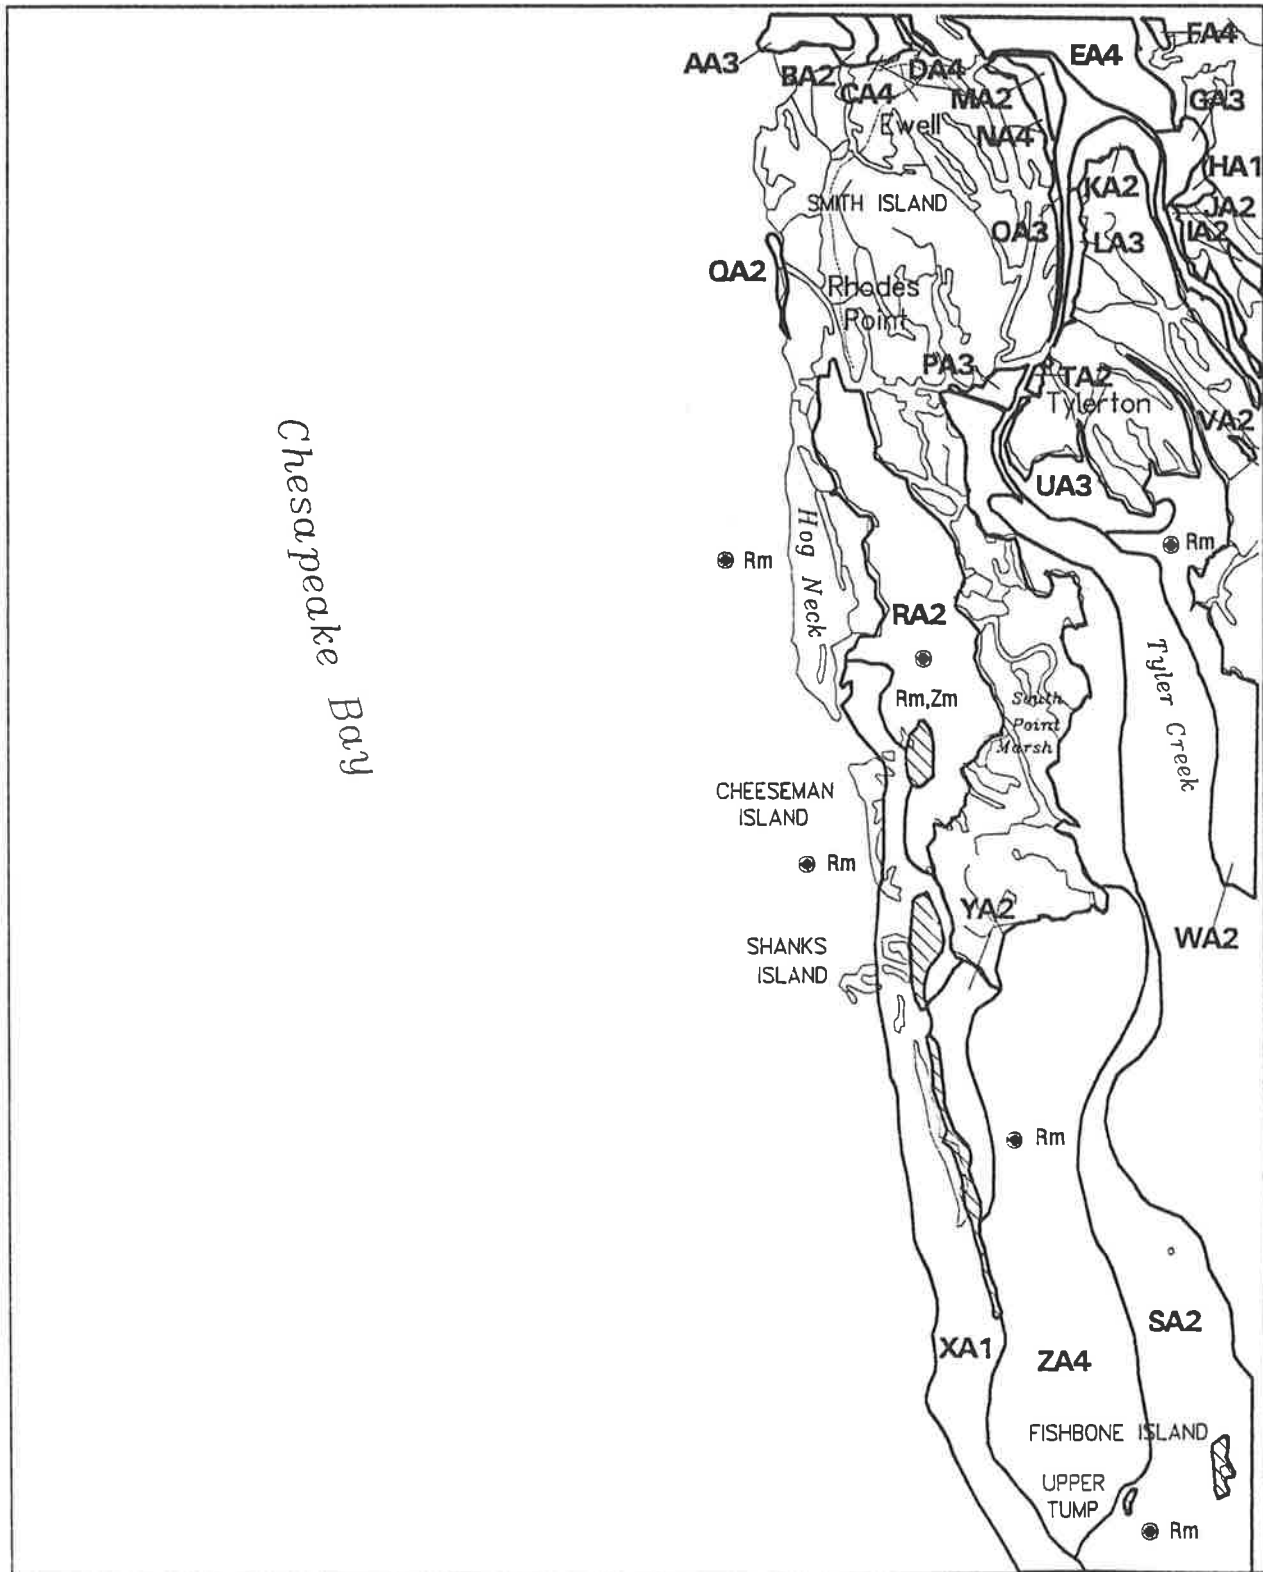 FA4
EA4
AA3
BA2
DA4
CA4
MA2
GA3
Ewell
NA4
HA1
KA2
SMITH ISLAND
JA2
OA3
LA3
IA2
QA2
Rhodes
Point
PA3
TA2
Tylerton
VA2
Chesapeake Bay
UA3
Hog Neck
Rm
Rm
RA2
Tyler Creek
Rm,Zm
South
Point
Marsh
CHEESEMAN
ISLAND
Rm
YA2
WA2
SHANKS
ISLAND
Rm
SA2
XA1
ZA4
FISHBONE ISLAND
UPPER
TUMP
Rm